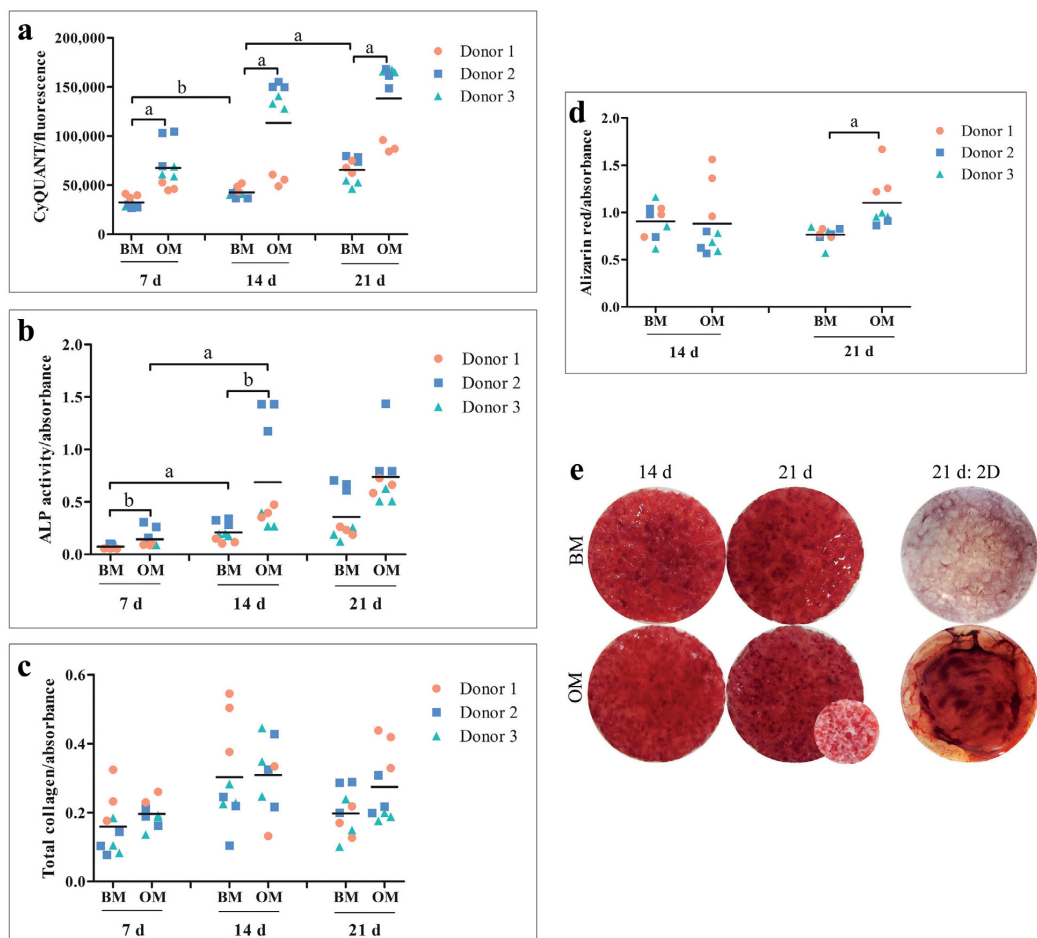 a
200,000
150,000
100,000
50,000
0
CyQUANT/fluorescence
a
b
a
a
a
Donor 1
Donor 2
Donor 3
BM OM BM OM BM OM
7 d 14 d 21 d
b
2.0
1.5
1.0
0.5
0.0
ALP activity/absorbance
a
b
a
b
Donor 1
Donor 2
Donor 3
BM OM BM OM BM OM
7 d 14 d 21 d
c
0.6
0.4
0.2
0.0
Total collagen/absorbance
Donor 1
Donor 2
Donor 3
BM OM BM OM BM OM
7 d 14 d 21 d
d
2.0
1.5
1.0
0.5
0.0
Alizarin red/absorbance
a
Donor 1
Donor 2
Donor 3
BM OM BM OM
14 d 21 d
e
14 d 21 d 21 d: 2D
BM
OM